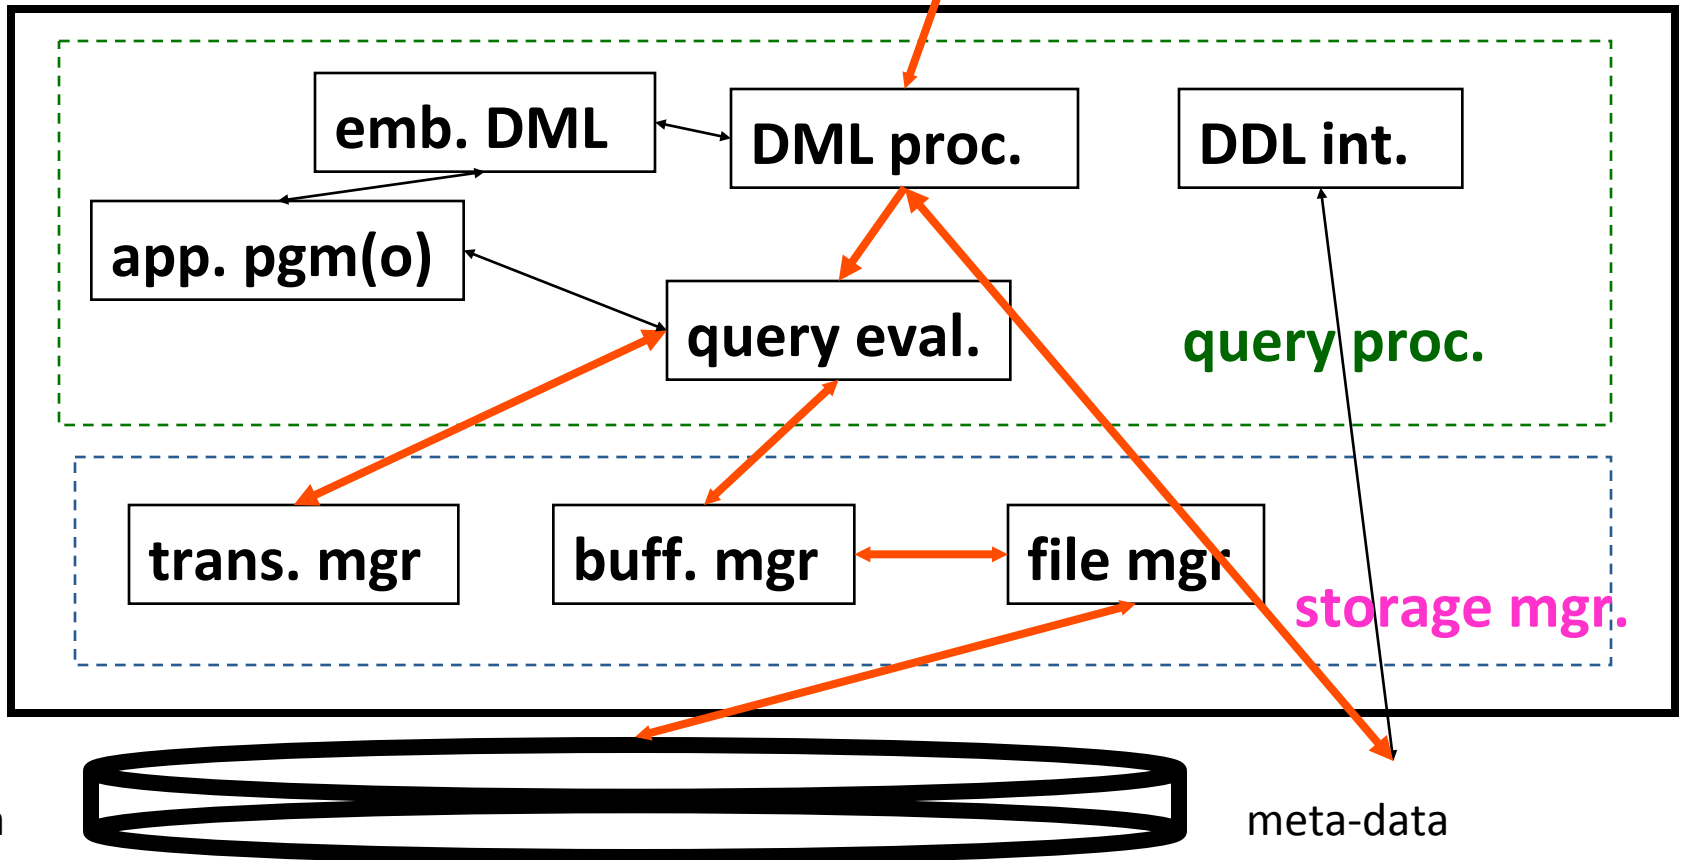 emb. DML
DML proc.
DDL int.
app. pgm(o)
query eval.
query proc.
trans. mgr
buff. mgr
file mgr
storage mgr.
meta-data